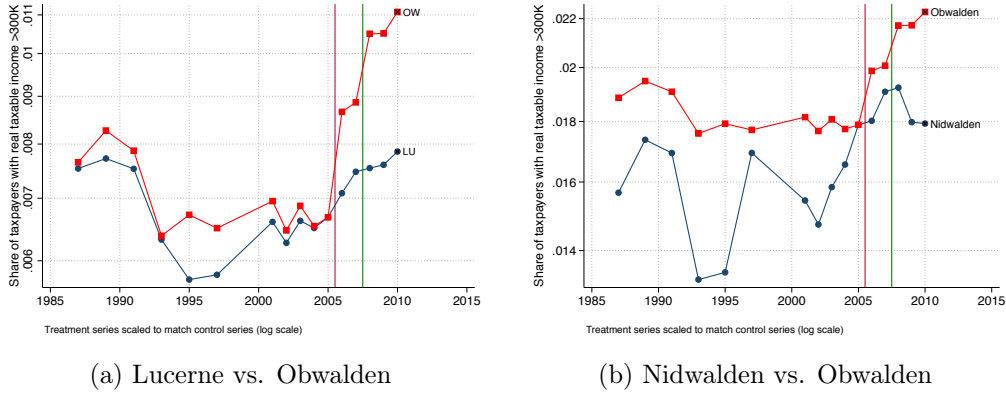 Share of taxpayers with real taxable income >300K
.011
.01
.009
.008
.007
.006
OW
LU
1985
1990
1995
2000
2005
2010
2015
Treatment series scaled to match control series (log scale)
(a) Lucerne vs. Obwalden
Share of taxpayers with real taxable income >300K
.022
.02
.018
.016
.014
Obwalden
Nidwalden
1985
1990
1995
2000
2005
2010
2015
Treatment series scaled to match control series (log scale)
(b) Nidwalden vs. Obwalden